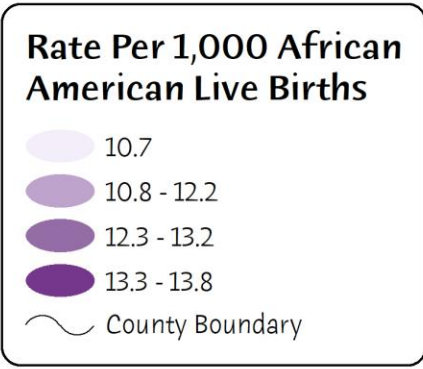 Rate Per 1,000 African
American Live Births
10.7
10.8 - 12.2
12.3 - 13.2
13.3 - 13.8
County Boundary